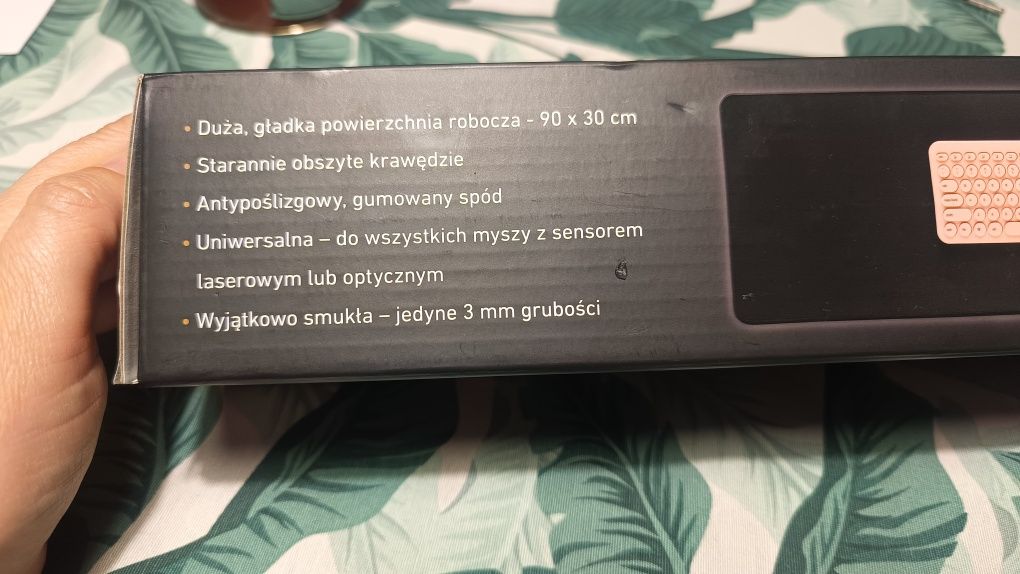 • Duża, gładka powierzchnia robocza - 90 x 30 cm
• Starannie obszyte krawędzie
• Antypoślizgowy, gumowany spód
• Uniwersalna – do wszystkich myszy z sensorem
laserowym lub optycznym
• Wyjątkowo smukła – jedyne 3 mm grubości